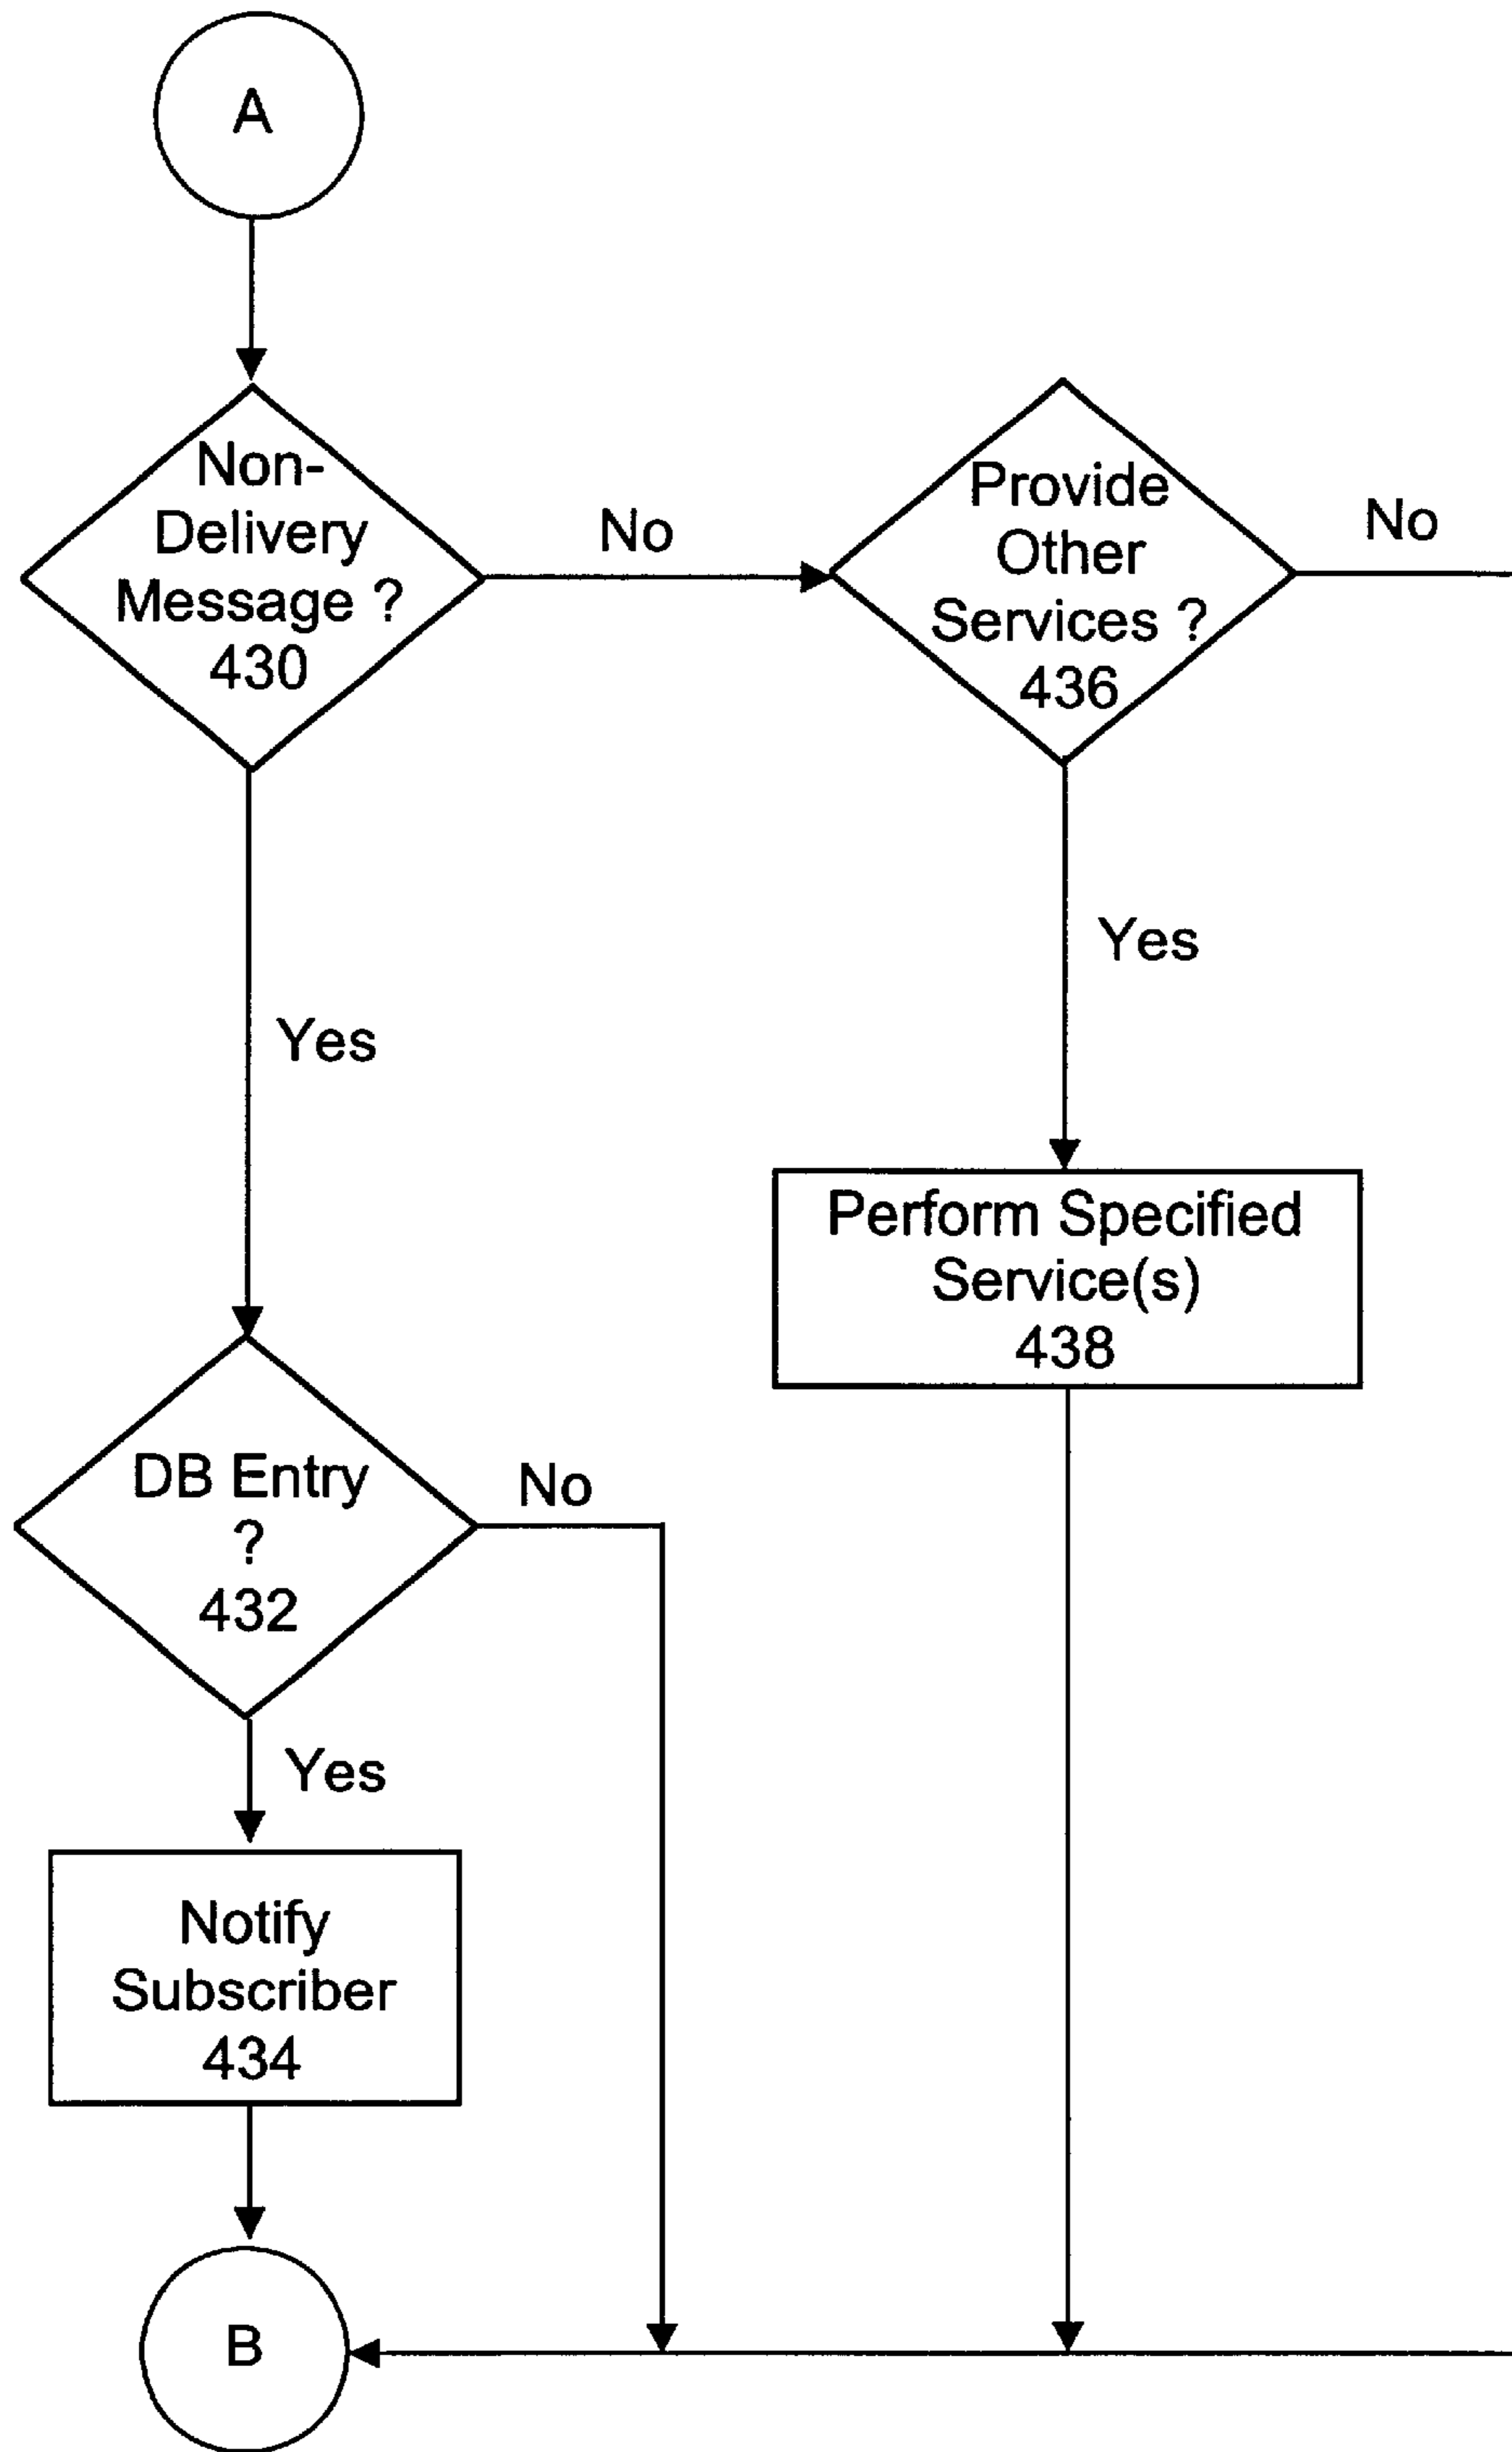 A
Non-
Delivery
Message ?
430
No
Provide
Other
Services ?
436
No
Yes
Yes
Perform Specified
Service(s)
438
DB Entry
?
432
No
Yes
Notify
Subscriber
434
B